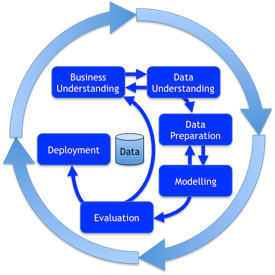 Business
Understanding
Data
Understanding
Data
Preparation
Deployment
Data
Modelling
Evaluation